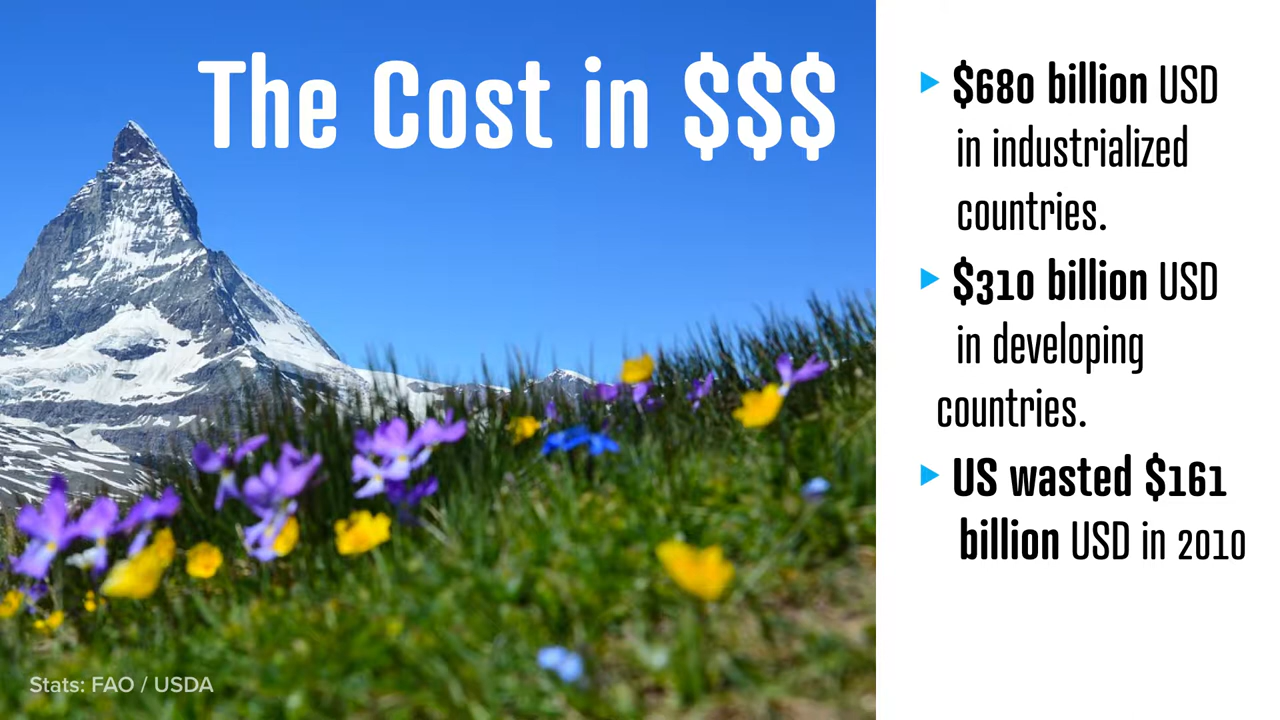 The Cost in $$$
$680 billion USD
in industrialized
countries.
$310 billion USD
in developing
countries.
US wasted $161
billion USD in 2010
Stats: FAO / USDA